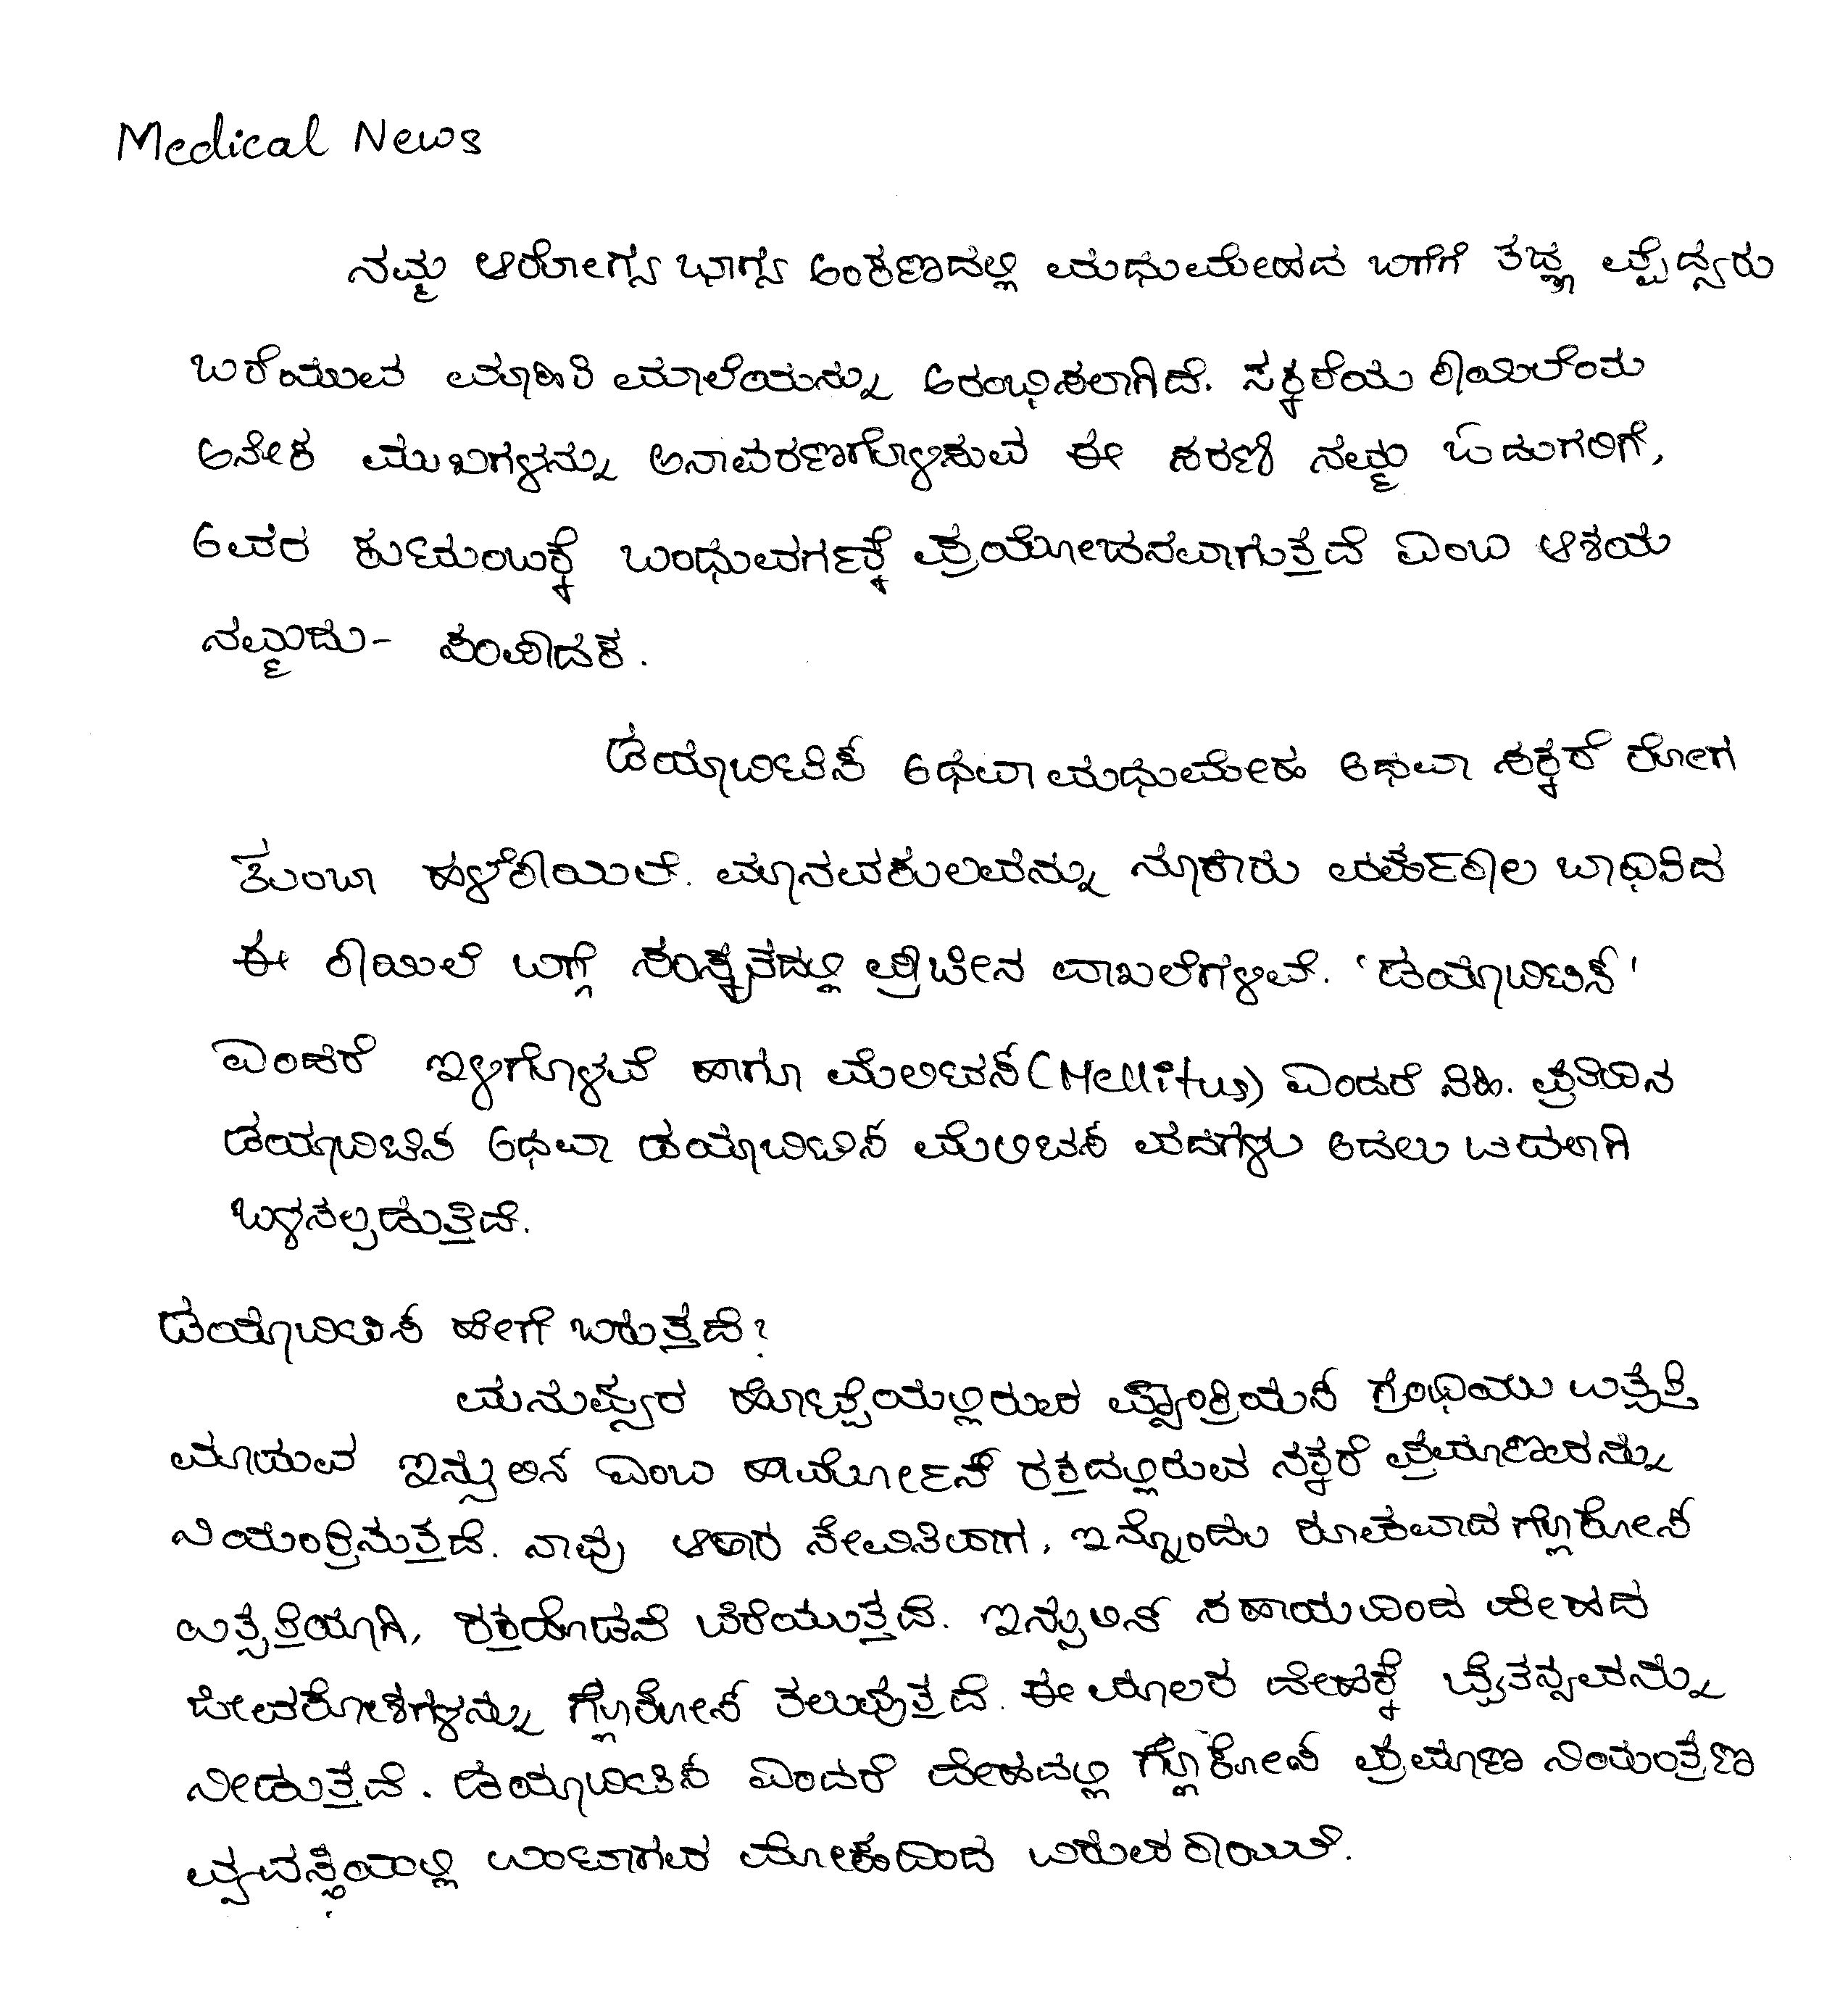 Medical News
ನಮ್ಮ ಆರೋಗ್ಯ ಭಾಗ್ಯ ಅಂಕಣದಲ್ಲಿ ಮಧುಮೇಹದ ಬಗೆಗೆ ತಜ್ಞ ವೈದ್ಯರು
ಬರೆಯುವ ಮಾಹಿತಿ ಮಾಲೆಯನ್ನು ಆರಂಭಿಸಲಾಗಿದೆ. ಸಕ್ಕರೆಯ ಕಾಯಿಲೆಯ
ಅನೇಕ ಮುಖಗಳನ್ನು ಅನಾವರಣಗೊಳಿಸುವ ಈ ಸರಣಿ ನಮ್ಮ ಓದುಗರಿಗೆ,
ಅವರ ಕುಟುಂಬಕ್ಕೆ ಬಂಧುವರ್ಗಕ್ಕೆ ಪ್ರಯೋಜನವಾಗುತ್ತದೆ ಎಂಬ ಆಶಯ
ನಮ್ಮದು- ಸಂಪಾದಕ.
ಡಯಾಬಿಟಿಸ್ ಅಥವಾ ಮಧುಮೇಹ ಅಥವಾ ಸಕ್ಕರೆ ರೋಗ
ತುಂಬಾ ಹಳೆಕಾಯಿಲೆ. ಮಾನವಕುಲವನ್ನು ನೂರಾರು ವರ್ಷಕಾಲ ಬಾಧಿಸಿದ
ಈ ಕಾಯಿಲೆ ಬಗ್ಗೆ ಸಂಸ್ಕೃತದಲ್ಲೂ ಪ್ರಾಚೀನ ದಾಖಲೆಗಳಿವೆ. 'ಡಯಾಬಿಟಿಸ್'
ಎಂದರೆ ಇಳಿಗೊಳವೆ ಹಾಗೂ ಮೆಲಿಟಸ್ (Mellitus) ಎಂದರೆ ಸಿಹಿ. ಪ್ರತಿದಿನ
ಡಯಾಬಿಟಿಸ್ ಅಥವಾ ಡಯಾಬಿಟಿಸ್ ಮೆಲಿಟಸ್ ಪದಗಳು ಅದಲು ಬದಲಾಗಿ
ಬಳಸಲ್ಪಡುತ್ತಿದೆ.
ಡಯಾಬಿಟಿಸ್ ಹೇಗೆ ಬರುತ್ತದೆ?
ಮನುಷ್ಯರ ಹೊಟ್ಟೆಯಲ್ಲಿರುವ ಪ್ಯಾಂಕ್ರಿಯಸ್ ಗ್ರಂಥಿಯು ಉತ್ಪತ್ತಿ
ಮಾಡುವ ಇನ್ಸುಲಿನ್ ಎಂಬ ಹಾರ್ಮೋನ್ ರಕ್ತದಲ್ಲಿರುವ ಸಕ್ಕರೆ ಪ್ರಮಾಣವನ್ನು
ನಿಯಂತ್ರಿಸುತ್ತದೆ. ನಾವು ಆಹಾರ ಸೇವಿಸಿದಾಗ, ಇನ್ನೊಂದು ರೂಪವಾದ ಗ್ಲೂಕೋಸ್
ಉತ್ಪತ್ತಿಯಾಗಿ, ರಕ್ತದೊಡನೆ ಬೆರೆಯುತ್ತದೆ. ಇನ್ಸುಲಿನ್ ಸಹಾಯದಿಂದ ದೇಹದ
ಜೀವಕೋಶಗಳನ್ನು ಗ್ಲೂಕೋಸ್ ತಲುಪುತ್ತದೆ. ಈ ಮೂಲಕ ದೇಹಕ್ಕೆ ಚೈತನ್ಯವನ್ನು
ನೀಡುತ್ತದೆ. ಡಯಾಬಿಟಿಸ್ ಎಂದರೆ ದೇಹದಲ್ಲಿ ಗ್ಲೂಕೋಸ್ ಪ್ರಮಾಣ ನಿಯಂತ್ರಣ
ವ್ಯವಸ್ಥೆಯಲ್ಲಿ ಉಂಟಾಗುವ ದೋಷದಿಂದ ಬರುವ ಕಾಯಿಲೆ.